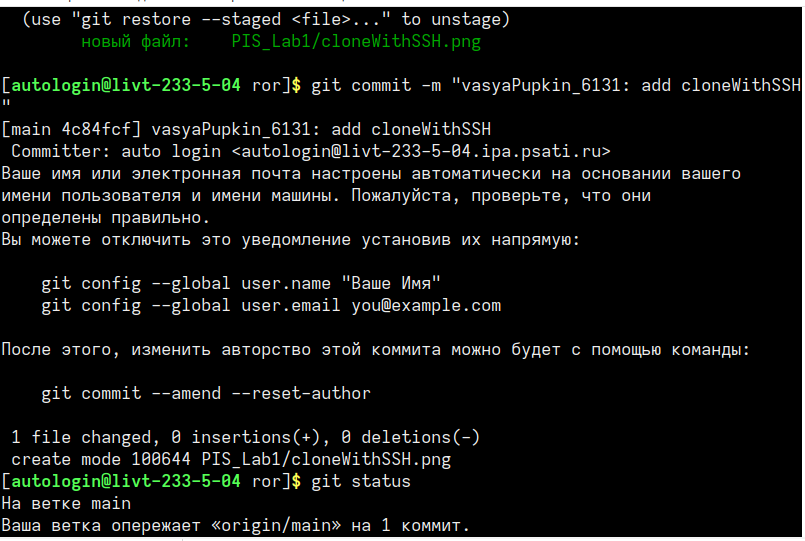 (use "git restore --staged <file>..." to unstage)
новый файл:    PIS_Lab1/cloneWithSSH.png
[autologin@livt-233-5-04 ror]$ git commit -m "vasyaPupkin_6131: add cloneWithSSH
"
[main 4c84fcf] vasyaPupkin_6131: add cloneWithSSH
Committer: auto login <autologin@livt-233-5-04.ipa.psati.ru>
Ваше имя или электронная почта настроены автоматически на основании вашего
имени пользователя и имени машины. Пожалуйста, проверьте, что они
определены правильно.
Вы можете отключить это уведомление установив их напрямую:
git config --global user.name "Ваше Имя"
git config --global user.email you@example.com
После этого, изменить авторство этой коммита можно будет с помощью команды:
git commit --amend --reset-author
1 file changed, 0 insertions(+), 0 deletions(-)
create mode 100644 PIS_Lab1/cloneWithSSH.png
[autologin@livt-233-5-04 ror]$ git status
На ветке main
Ваша ветка опережает «origin/main» на 1 коммит.